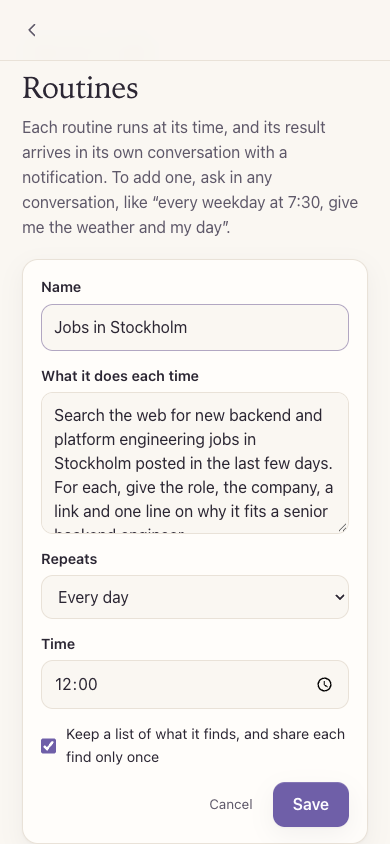 Routines
Each routine runs at its time, and its result
arrives in its own conversation with a
notification. To add one, ask in any
conversation, like “every weekday at 7:30, give
me the weather and my day”.
Name
Jobs in Stockholm
What it does each time
Search the web for new backend and
platform engineering jobs in
Stockholm posted in the last few days.
For each, give the role, the company, a
link and one line on why it fits a senior
backend engineer.
Repeats
Every day
Time
12:00
Keep a list of what it finds, and share each
find only once
Cancel
Save